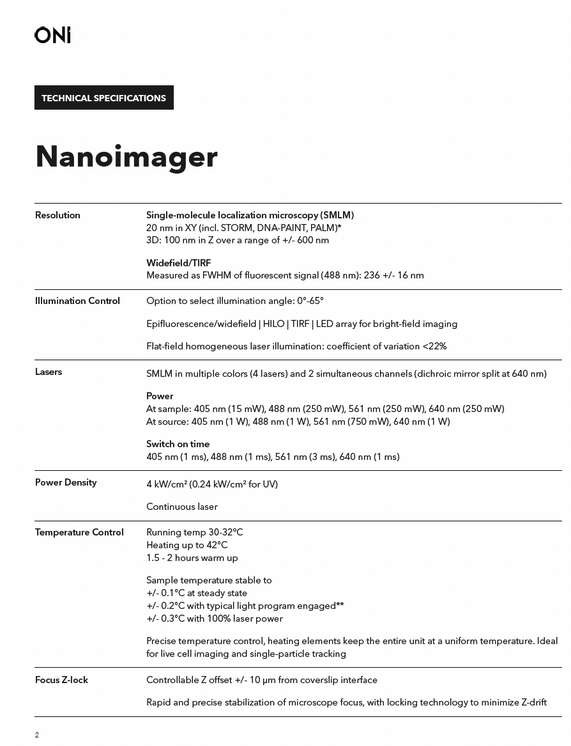 ONi
TECHNICAL SPECIFICATIONS
Nanoimager
Resolution
Single-molecule localization microscopy (SMLM)
20 nm in XY (incl. STORM, DNA-PAINT, PALM)*
3D: 100 nm in Z over a range of +/- 600 nm
Widefield/TIRF
Measured as FWHM of fluorescent signal (488 nm): 236 +/- 16 nm
Illumination Control
Option to select illumination angle: 0°-65°
Epifluorescence/widefield | HILO | TIRF | LED array for bright-field imaging
Flat-field homogeneous laser illumination: coefficient of variation <22%
Lasers
SMLM in multiple colors (4 lasers) and 2 simultaneous channels (dichroic mirror split at 640 nm)
Power
At sample: 405 nm (15 mW), 488 nm (250 mW), 561 nm (250 mW), 640 nm (250 mW)
At source: 405 nm (1 W), 488 nm (1 W), 561 nm (750 mW), 640 nm (1 W)
Switch on time
405 nm (1 ms), 488 nm (1 ms), 561 nm (3 ms), 640 nm (1 ms)
Power Density
4 kW/cm² (0.24 kW/cm² for UV)
Continuous laser
Temperature Control
Running temp 30-32°C
Heating up to 42°C
1.5 - 2 hours warm up
Sample temperature stable to
+/- 0.1°C at steady state
+/- 0.2°C with typical light program engaged**
+/- 0.3°C with 100% laser power
Precise temperature control, heating elements keep the entire unit at a uniform temperature. Ideal
for live cell imaging and single-particle tracking
Focus Z-lock
Controllable Z offset +/- 10 µm from coverslip interface
Rapid and precise stabilization of microscope focus, with locking technology to minimize Z-drift
2